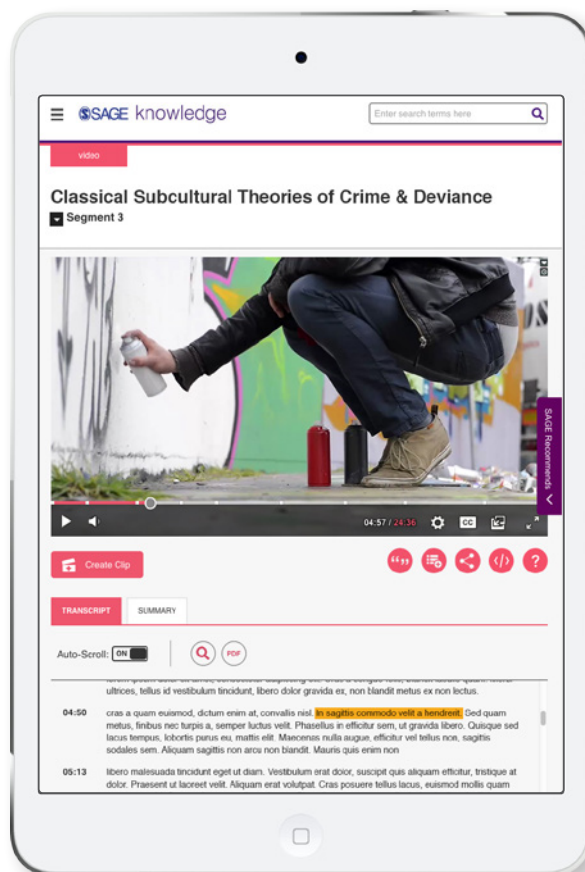 SAGE knowledge
Enter search terms here
video
Classical Subcultural Theories of Crime & Deviance
Segment 3
SAGE Recommends
04:57 / 24:36
CC
Create Clip
TRANSCRIPT
SUMMARY
Auto-Scroll: ON
PDF
ultrices, tellus id vestibulum tincidunt, libero dolor gravida ex, non blandit metus ex non lectus.
04:50 cras a quam euismod, dictum enim at, convallis nisl. In sagittis commodo velit a hendrerit. Sed quam
metus, finibus nec turpis a, semper luctus velit. Phasellus in efficitur sem, ut gravida libero. Quisque sed
lacus tempus, lobortis purus eu, mattis elit. Maecenas nulla augue, efficitur vel tellus non, sagittis
sodales sem. Aliquam sagittis non arcu non blandit. Mauris quis enim non
05:13 libero malesuada tincidunt eget ut diam. Vestibulum erat dolor, suscipit quis aliquam efficitur, tristique at
dolor. Praesent ut laoreet velit. Aliquam erat volutpat. Cras posuere tellus lacus, euismod mollis quam